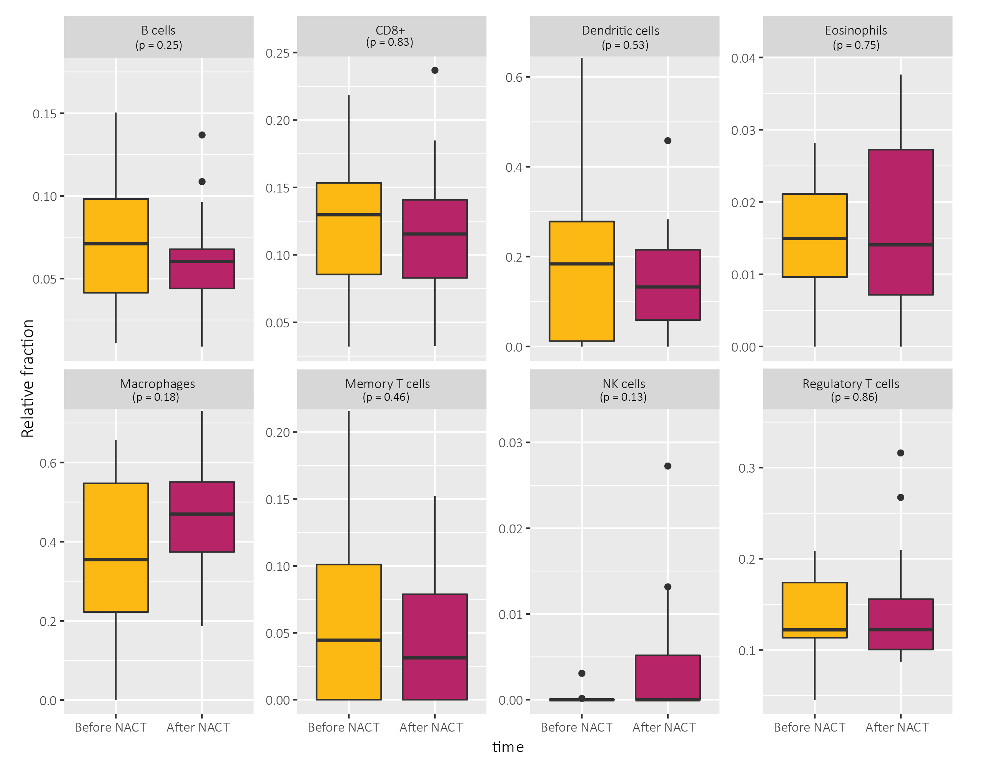 B cells
(p = 0.25)
CD8+
(p = 0.83)
Dendritic cells
(p = 0.53)
Eosinophils
(p = 0.75)
0.15
0.10
0.05
0.25
0.20
0.15
0.10
0.05
0.6
0.4
0.2
0.0
0.04
0.03
0.02
0.01
0.00
Relative fraction
Macrophages
(p = 0.18)
Memory T cells
(p = 0.46)
NK cells
(p = 0.13)
Regulatory T cells
(p = 0.86)
0.6
0.4
0.2
0.0
0.20
0.15
0.10
0.05
0.00
0.03
0.02
0.01
0.00
0.3
0.2
0.1
Before NACT After NACT
Before NACT After NACT
Before NACT After NACT
Before NACT After NACT
time